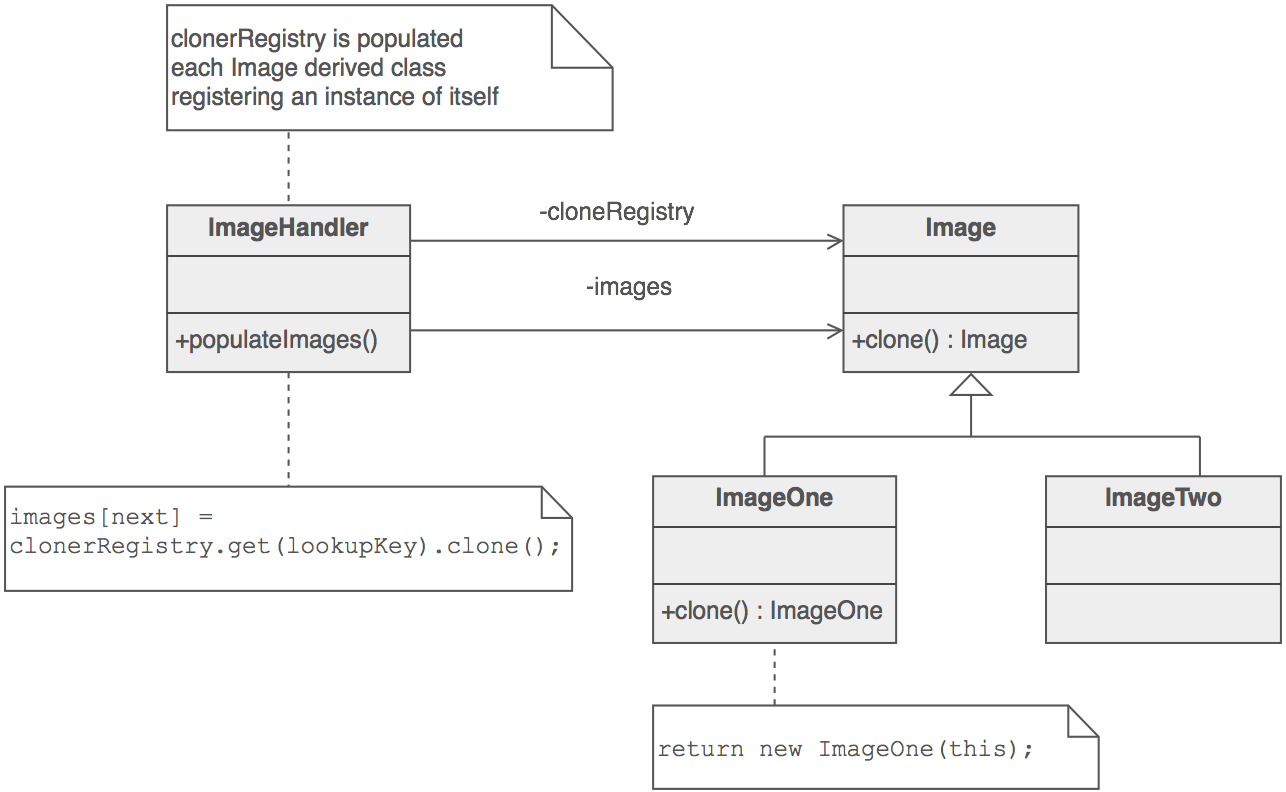 clonerRegistry is populated
each Image derived class
registering an instance of itself
ImageHandler
+populateImages()
-cloneRegistry
-images
Image
+clone() : Image
images[next] =
clonerRegistry.get(lookupKey).clone();
ImageOne
+clone() : ImageOne
ImageTwo
return new ImageOne(this);